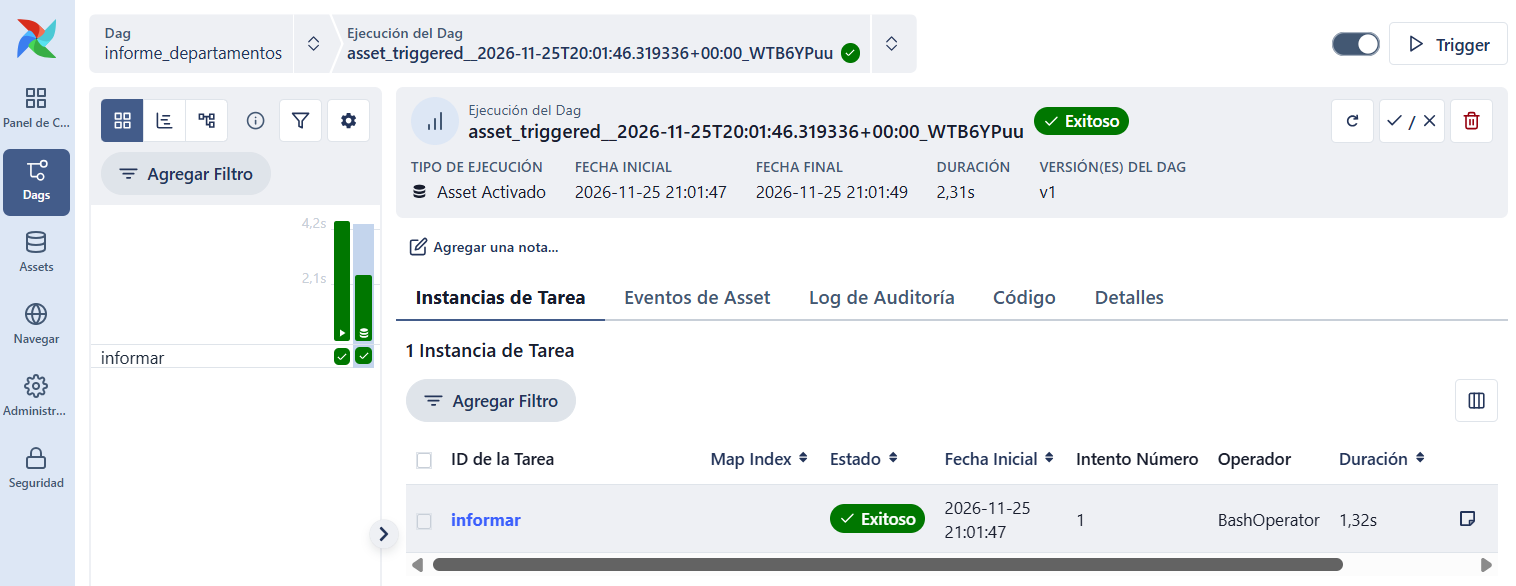 Dag
informe_departamentos
Ejecución del Dag
asset_triggered__2026-11-25T20:01:46.319336+00:00_WTB6YPuu
Trigger
Panel de C...
Dags
Assets
Navegar
Administr...
Seguridad
Agregar Filtro
4,2s
2,1s
informar
Ejecución del Dag
asset_triggered__2026-11-25T20:01:46.319336+00:00_WTB6YPuu
Exitoso
/
TIPO DE EJECUCIÓN FECHA INICIAL FECHA FINAL DURACIÓN VERSIÓN(ES) DEL DAG
Asset Activado 2026-11-25 21:01:47 2026-11-25 21:01:49 2,31s v1
Agregar una nota...
Instancias de Tarea Eventos de Asset Log de Auditoría Código Detalles
1 Instancia de Tarea
Agregar Filtro
ID de la Tarea Map Index Estado Fecha Inicial Intento Número Operador Duración
informar Exitoso 2026-11-25 21:01:47 1 BashOperator 1,32s